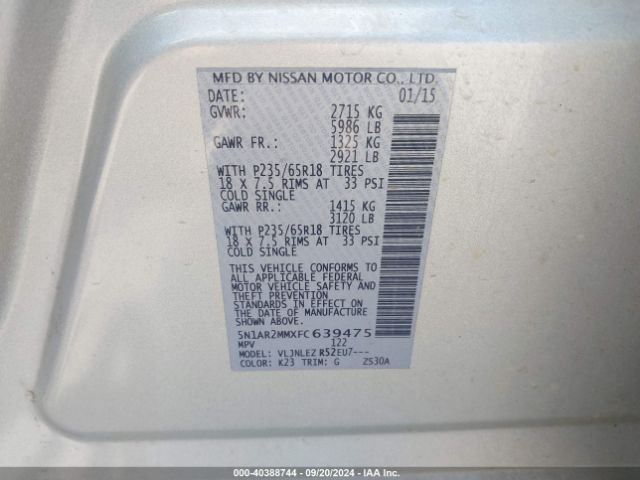 MFD BY NISSAN MOTOR CO., LTD.
DATE: 01/15
GVWR: 2715 KG
5986 LB
GAWR FR.: 1325 KG
2921 LB
WITH P235/65R18 TIRES
18 X 7.5 RIMS AT 33 PSI
COLD SINGLE
GAWR RR.: 1415 KG
3120 LB
WITH P235/65R18 TIRES
18 X 7.5 RIMS AT 33 PSI
COLD SINGLE
THIS VEHICLE CONFORMS TO
ALL APPLICABLE FEDERAL
MOTOR VEHICLE SAFETY AND
THEFT PREVENTION
STANDARDS IN EFFECT ON
THE DATE OF MANUFACTURE
SHOWN ABOVE.
5N1AR2MMXFC639475
MPV 122
MODEL: VLJNLEZ R52EU7---
COLOR: K23 TRIM: G ZS30A
000-40388744 / 09/20/2024 - IAA Inc.